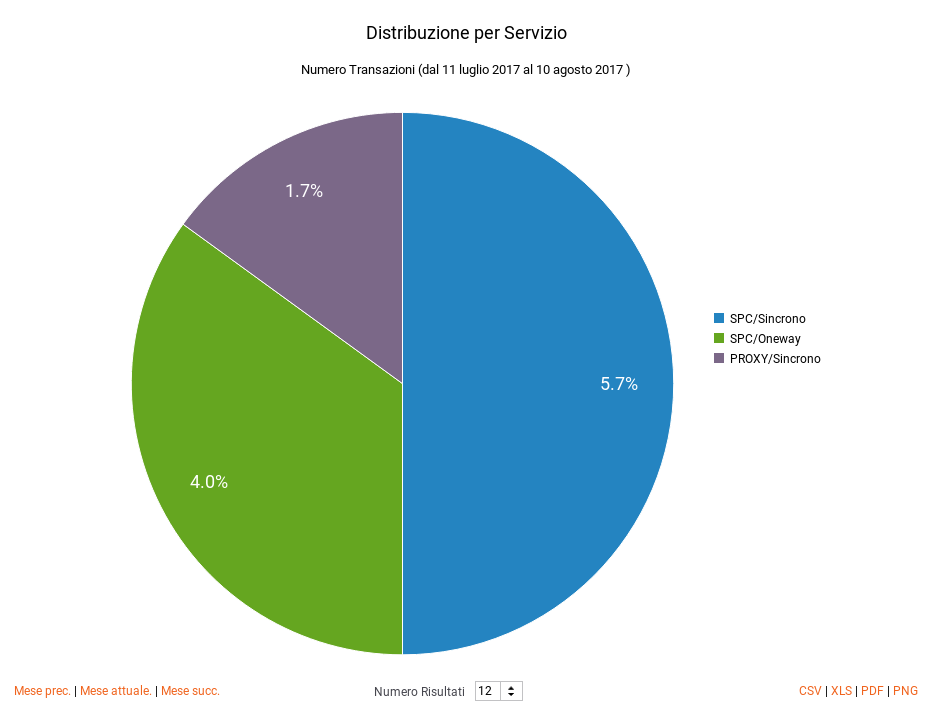 Distribuzione per Servizio
Numero Transazioni (dal 11 luglio 2017 al 10 agosto 2017 )
1.7%
5.7%
4.0%
SPC/Sincrono
SPC/Oneway
PROXY/Sincrono
Mese prec. | Mese attuale. | Mese succ.
Numero Risultati 12
CSV | XLS | PDF | PNG